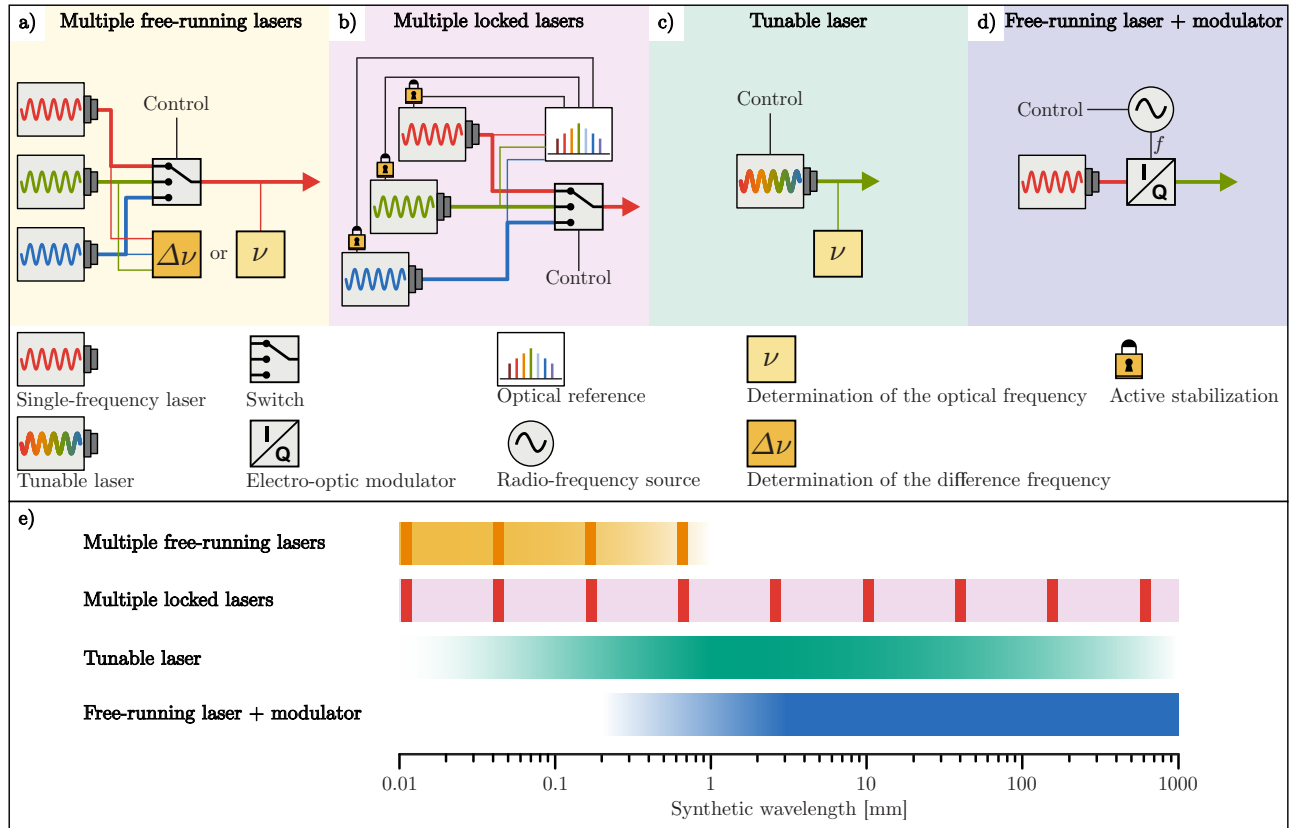 a) Multiple free-running lasers
Control
Δν or ν
b) Multiple locked lasers
Control
c) Tunable laser
Control
ν
d) Free-running laser + modulator
Control
f
I
Q
Single-frequency laser
Switch
Optical reference
ν
Determination of the optical frequency
Active stabilization
Tunable laser
I
Q
Electro-optic modulator
Radio-frequency source
Δν
Determination of the difference frequency
e)
Multiple free-running lasers
Multiple locked lasers
Tunable laser
Free-running laser + modulator
0.01 0.1 1 10 100 1000
Synthetic wavelength [mm]